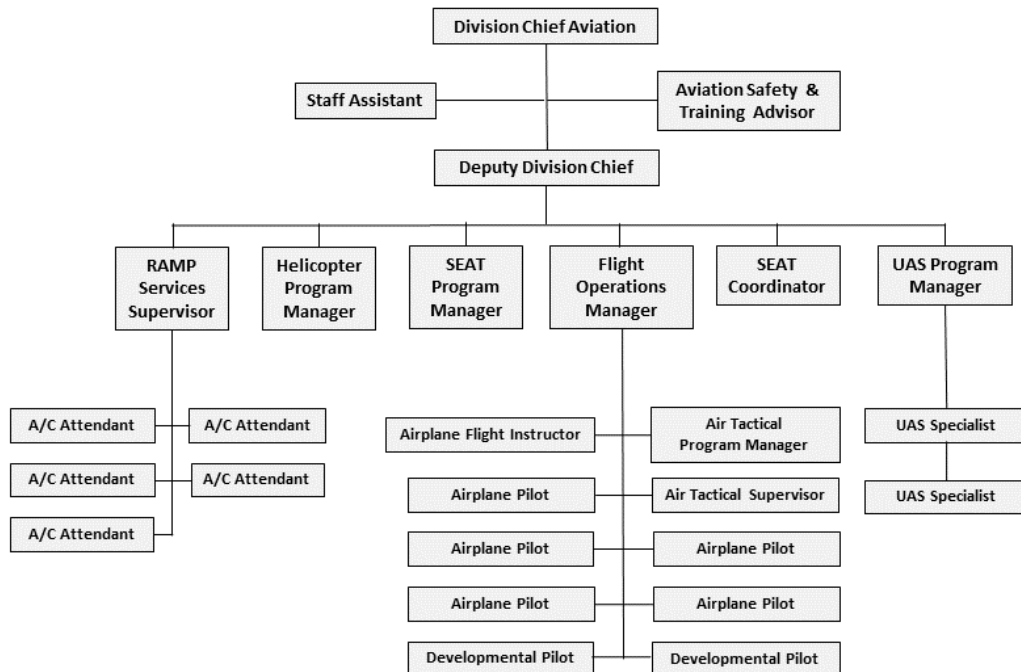 Division Chief Aviation
Staff Assistant
Aviation Safety &
Training Advisor
Deputy Division Chief
RAMP
Services
Supervisor
Helicopter
Program
Manager
SEAT
Program
Manager
Flight
Operations
Manager
SEAT
Coordinator
UAS Program
Manager
A/C Attendant
A/C Attendant
A/C Attendant
A/C Attendant
A/C Attendant
Airplane Flight Instructor
Air Tactical
Program Manager
Airplane Pilot
Air Tactical Supervisor
Airplane Pilot
Airplane Pilot
Airplane Pilot
Airplane Pilot
Developmental Pilot
Developmental Pilot
UAS Specialist
UAS Specialist